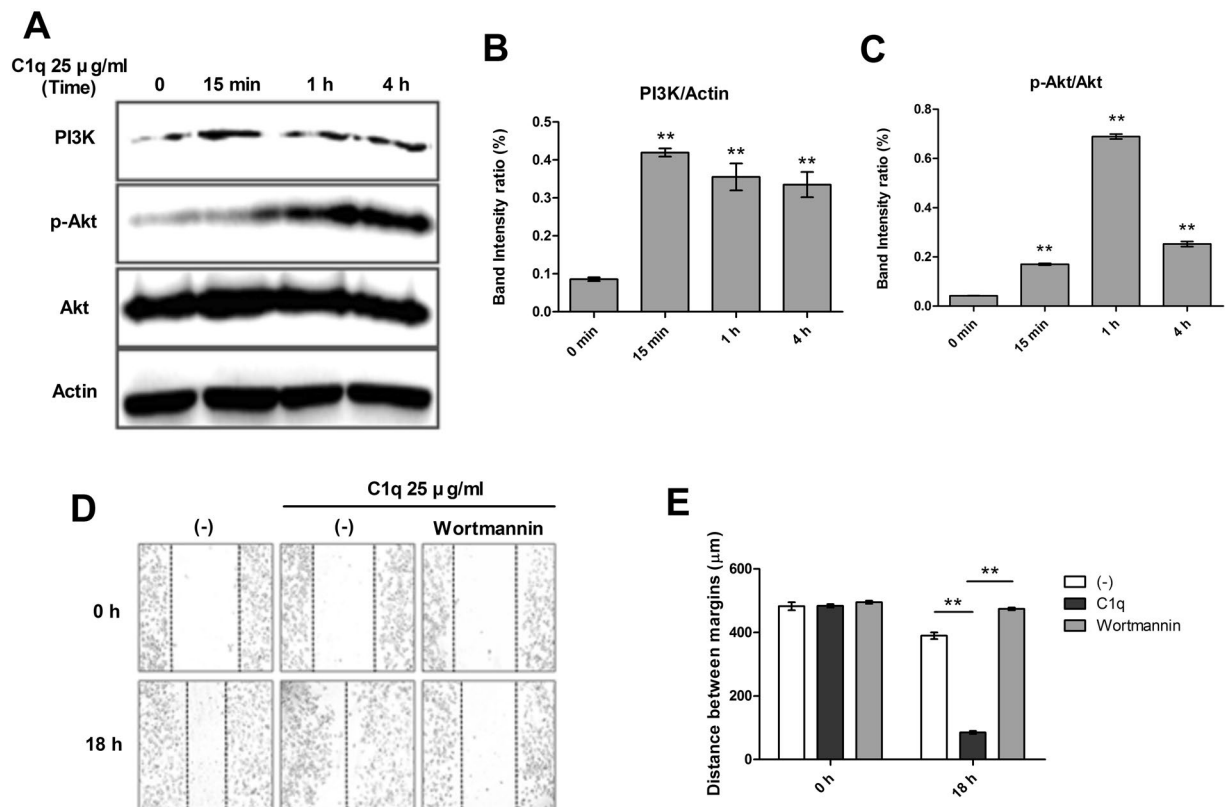 A
C1q 25 μg/ml
(Time)
0 15 min 1 h 4 h
PI3K
p-Akt
Akt
Actin
B
PI3K/Actin
Band Intensity ratio (%)
0.5
0.4
0.3
0.2
0.1
0.0
**
**
**
0 min
15 min
1 h
4 h
C
p-Akt/Akt
Band Intensity ratio (%)
0.8
0.6
0.4
0.2
0.0
**
**
**
0 min
15 min
1 h
4 h
D
C1q 25 μg/ml
(-) (-) Wortmannin
0 h
18 h
E
Distance between margins (μm)
600
400
200
0
**
**
0 h
18 h
(-)
C1q
Wortmannin